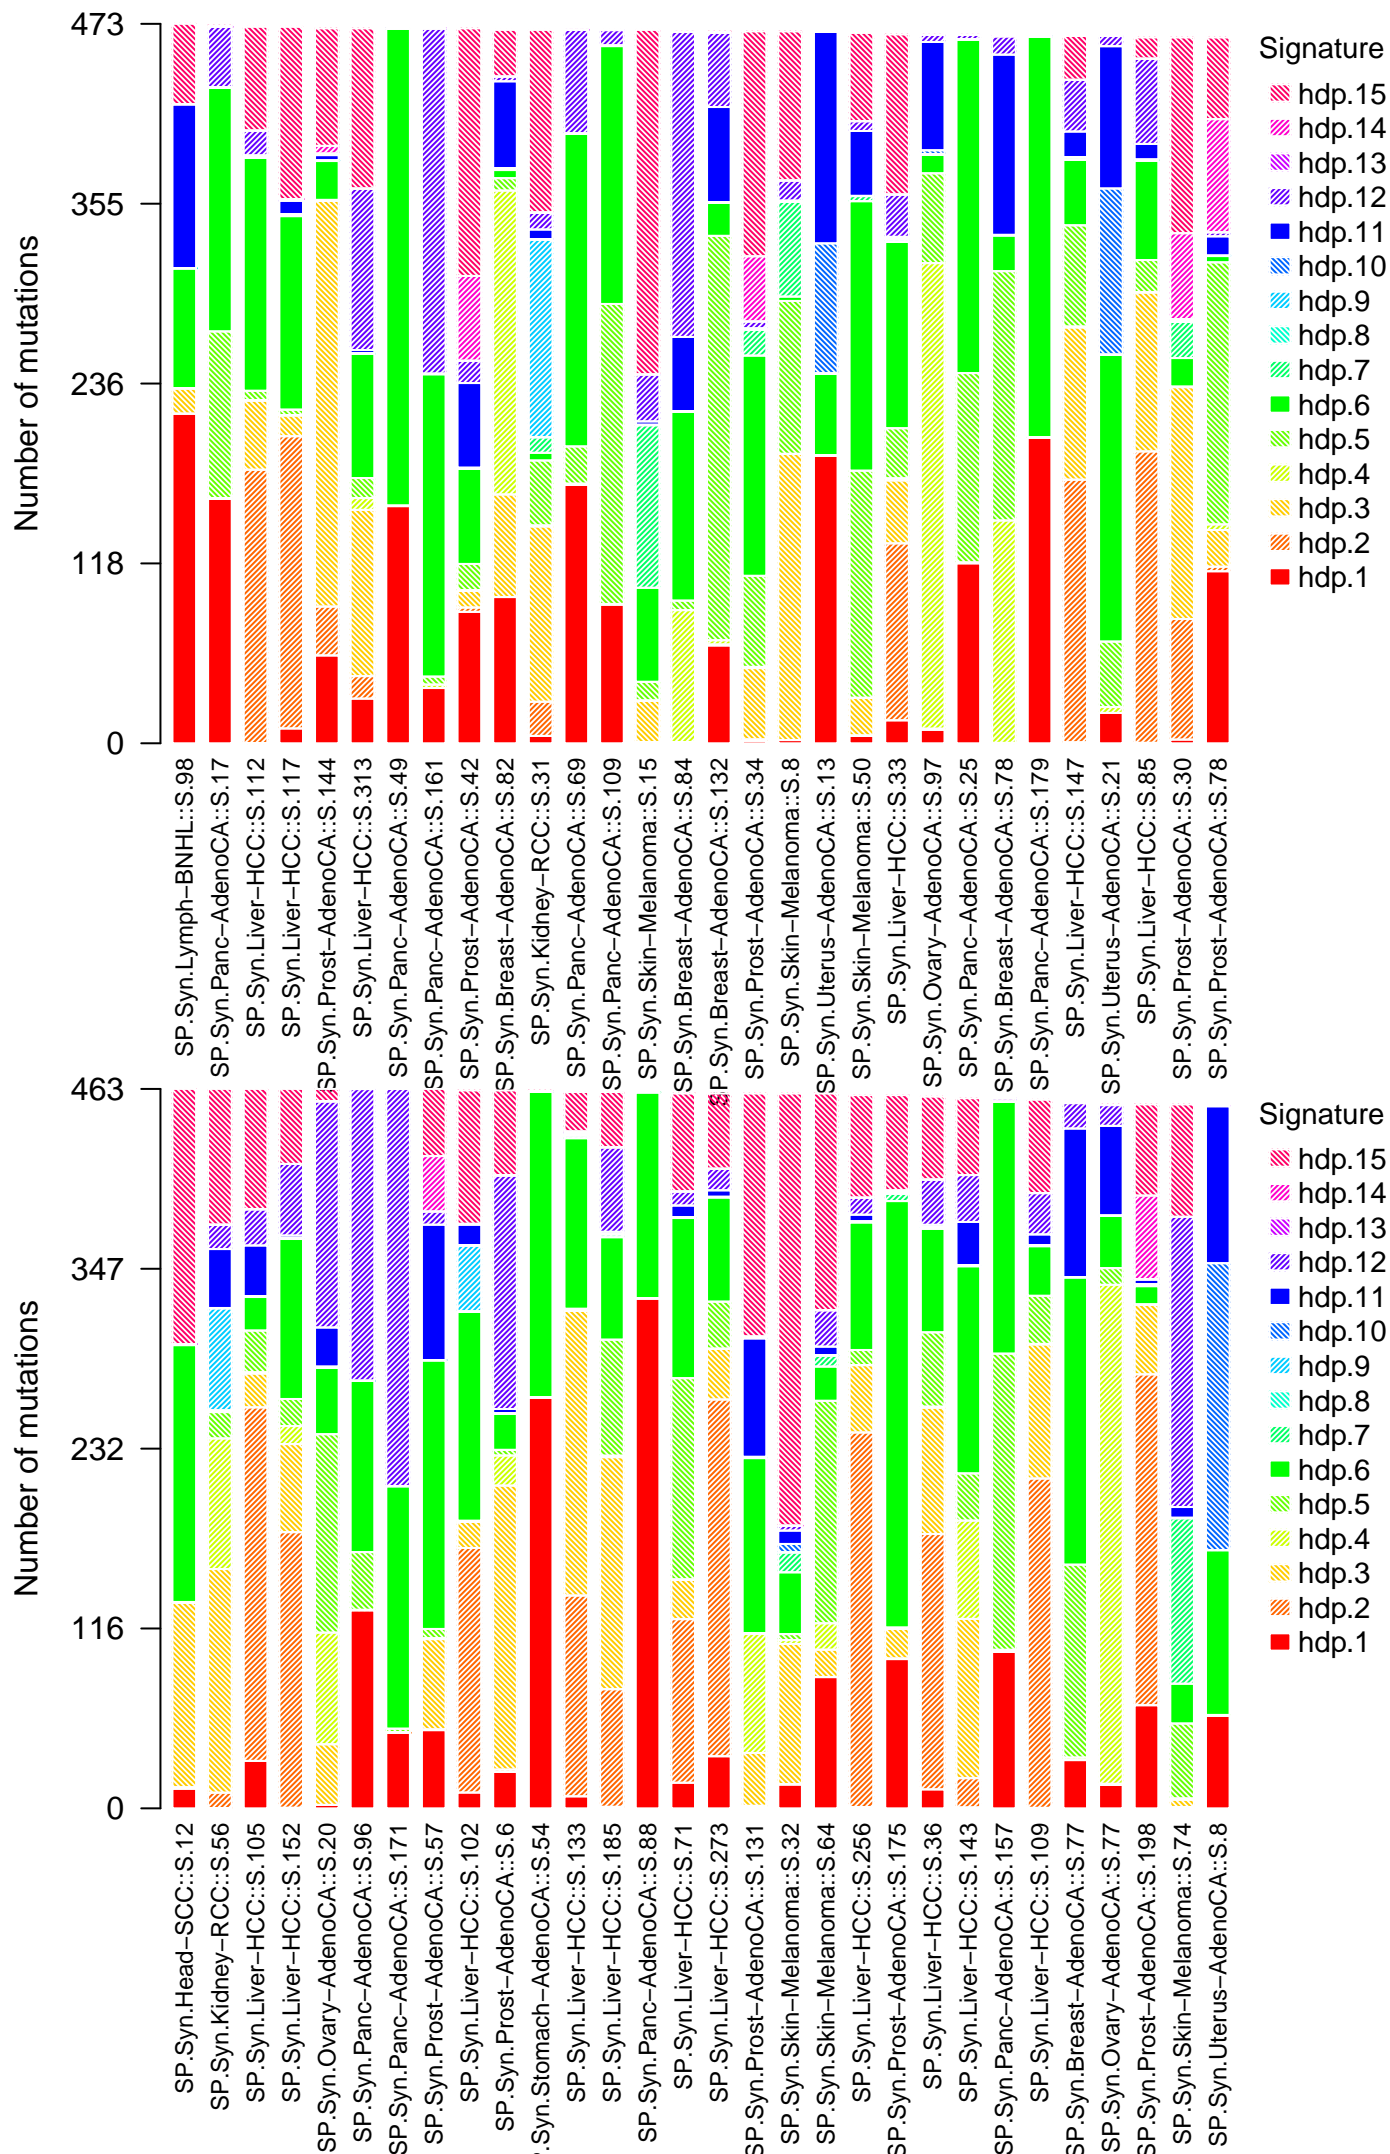 473
355
236
118
0
Number of mutations
SP.Syn.Lymph−BNHL::S.98
SP.Syn.Panc−AdenoCA::S.17
SP.Syn.Liver−HCC::S.112
SP.Syn.Liver−HCC::S.117
SP.Syn.Prost−AdenoCA::S.144
SP.Syn.Liver−HCC::S.313
SP.Syn.Panc−AdenoCA::S.49
SP.Syn.Panc−AdenoCA::S.161
SP.Syn.Prost−AdenoCA::S.42
SP.Syn.Breast−AdenoCA::S.82
SP.Syn.Kidney−RCC::S.31
SP.Syn.Panc−AdenoCA::S.69
SP.Syn.Panc−AdenoCA::S.109
SP.Syn.Skin−Melanoma::S.15
SP.Syn.Breast−AdenoCA::S.84
SP.Syn.Breast−AdenoCA::S.132
SP.Syn.Prost−AdenoCA::S.34
SP.Syn.Skin−Melanoma::S.8
SP.Syn.Uterus−AdenoCA::S.13
SP.Syn.Skin−Melanoma::S.50
SP.Syn.Liver−HCC::S.33
SP.Syn.Ovary−AdenoCA::S.97
SP.Syn.Panc−AdenoCA::S.25
SP.Syn.Breast−AdenoCA::S.78
SP.Syn.Panc−AdenoCA::S.179
SP.Syn.Liver−HCC::S.147
SP.Syn.Uterus−AdenoCA::S.21
SP.Syn.Liver−HCC::S.85
SP.Syn.Prost−AdenoCA::S.30
SP.Syn.Prost−AdenoCA::S.78
Signature
hdp.15
hdp.14
hdp.13
hdp.12
hdp.11
hdp.10
hdp.9
hdp.8
hdp.7
hdp.6
hdp.5
hdp.4
hdp.3
hdp.2
hdp.1
463
347
232
116
0
Number of mutations
SP.Syn.Head−SCC::S.12
SP.Syn.Kidney−RCC::S.56
SP.Syn.Liver−HCC::S.105
SP.Syn.Liver−HCC::S.152
SP.Syn.Ovary−AdenoCA::S.20
SP.Syn.Panc−AdenoCA::S.96
SP.Syn.Panc−AdenoCA::S.171
SP.Syn.Prost−AdenoCA::S.57
SP.Syn.Liver−HCC::S.102
SP.Syn.Prost−AdenoCA::S.6
P.Syn.Stomach−AdenoCA::S.54
SP.Syn.Liver−HCC::S.133
SP.Syn.Liver−HCC::S.185
SP.Syn.Panc−AdenoCA::S.88
SP.Syn.Liver−HCC::S.71
SP.Syn.Liver−HCC::S.273
SP.Syn.Prost−AdenoCA::S.131
SP.Syn.Skin−Melanoma::S.32
SP.Syn.Skin−Melanoma::S.64
SP.Syn.Liver−HCC::S.256
SP.Syn.Prost−AdenoCA::S.175
SP.Syn.Liver−HCC::S.36
SP.Syn.Liver−HCC::S.143
SP.Syn.Panc−AdenoCA::S.157
SP.Syn.Liver−HCC::S.109
SP.Syn.Breast−AdenoCA::S.77
SP.Syn.Ovary−AdenoCA::S.77
SP.Syn.Prost−AdenoCA::S.198
SP.Syn.Skin−Melanoma::S.74
SP.Syn.Uterus−AdenoCA::S.8
Signature
hdp.15
hdp.14
hdp.13
hdp.12
hdp.11
hdp.10
hdp.9
hdp.8
hdp.7
hdp.6
hdp.5
hdp.4
hdp.3
hdp.2
hdp.1